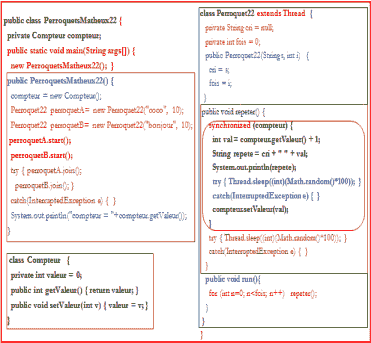 public class PerroquetsMatheux22 {
private Compteur compteur;
public static void main(String args[]) {
new PerroquetsMatheux22(); }
public PerroquetsMatheux22() {
compteur = new Compteur();
Perroquet22 perroquetA= new Perroquet22("coco", 10);
Perroquet22 perroquetB= new Perroquet22("bonjour", 10);
perroquetA.start();
perroquetB.start();
try { perroquetA.join();
perroquetB.join(); }
catch(InterruptedException e) { }
System.out.println("compteur = "+compteur.getValeur());
}
class Compteur {
private int valeur = 0;
public int getValeur() { return valeur; }
public void setValeur(int v) { valeur = v; }
}
class Perroquet22 extends Thread {
private String cri = null;
private int fois = 0;
public Perroquet22(String s, int i) {
cri = s;
fois = i;
}
public void repeter() {
synchronized (compteur) {
int val = compteur.getValeur() + 1;
String repete = cri + " " + val;
System.out.println(repete);
try { Thread.sleep((int)(Math.random()*100)); }
catch(InterruptedException e) { }
compteur.setValeur(val);
}
try { Thread.sleep((int)(Math.random()*100)); }
catch(InterruptedException e) { }
}
public void run(){
for (int n=0; n<fois; n++) repeter();
}
}
}